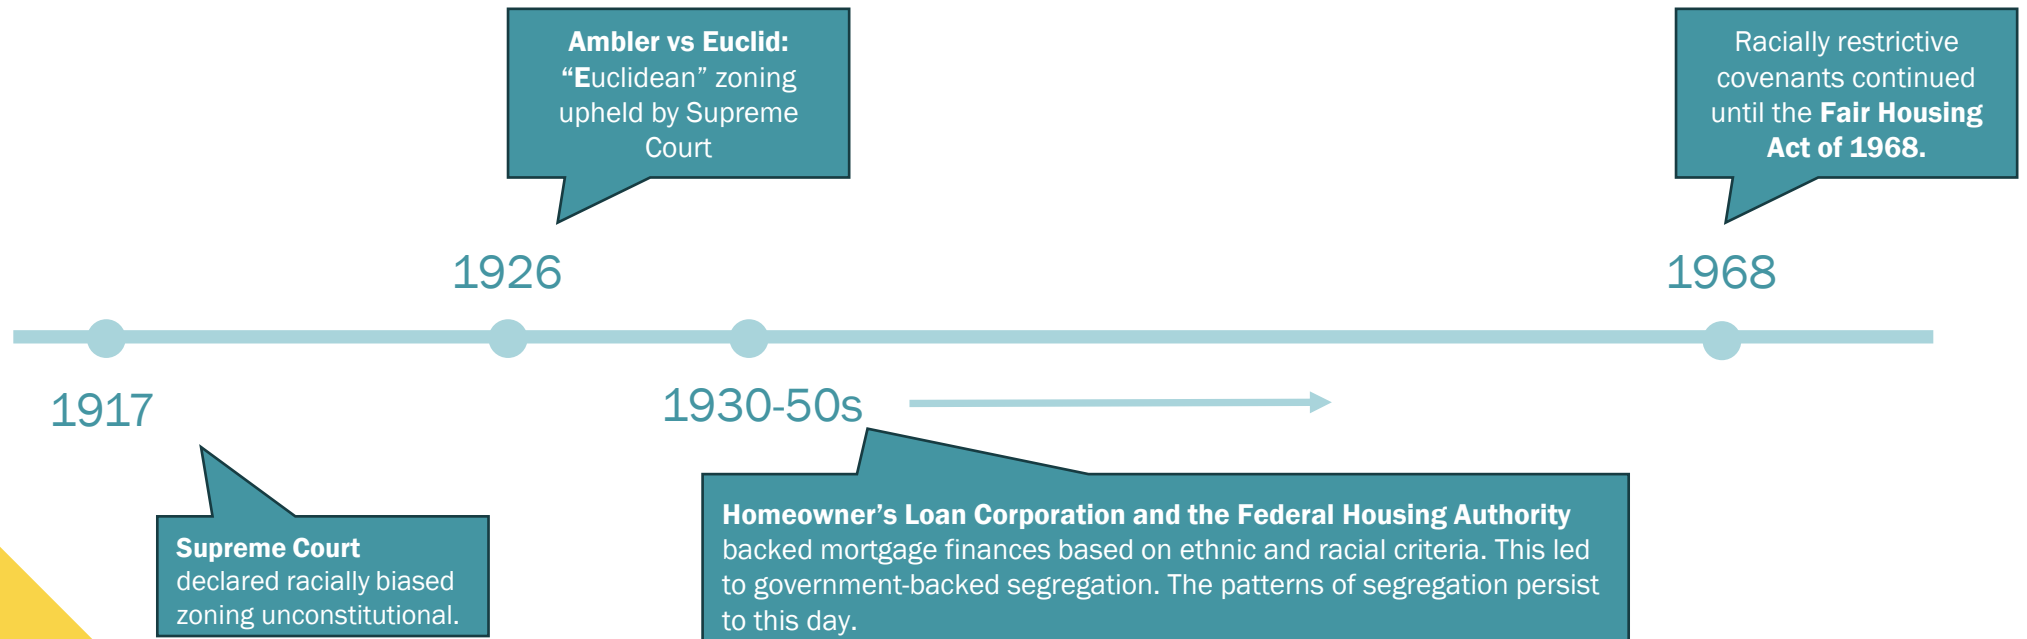 Ambler vs Euclid:
“Euclidean” zoning
upheld by Supreme
Court
Racially restrictive
covenants continued
until the Fair Housing
Act of 1968.
1926
1968
1917
1930-50s
Supreme Court
declared racially biased
zoning unconstitutional.
Homeowner’s Loan Corporation and the Federal Housing Authority
backed mortgage finances based on ethnic and racial criteria. This led
to government-backed segregation. The patterns of segregation persist
to this day.